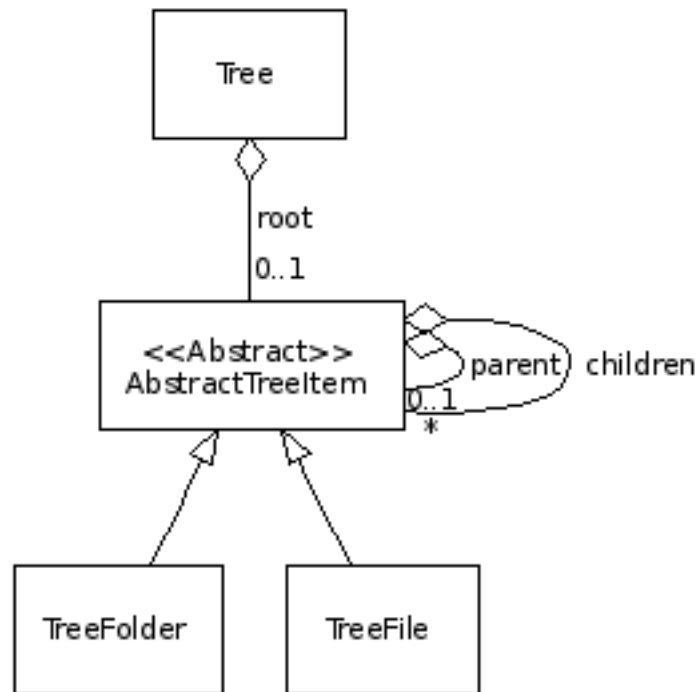 Tree
root
0..1
<<Abstract>>
AbstractTreeItem
parent
children
0..1
*
TreeFolder
TreeFile